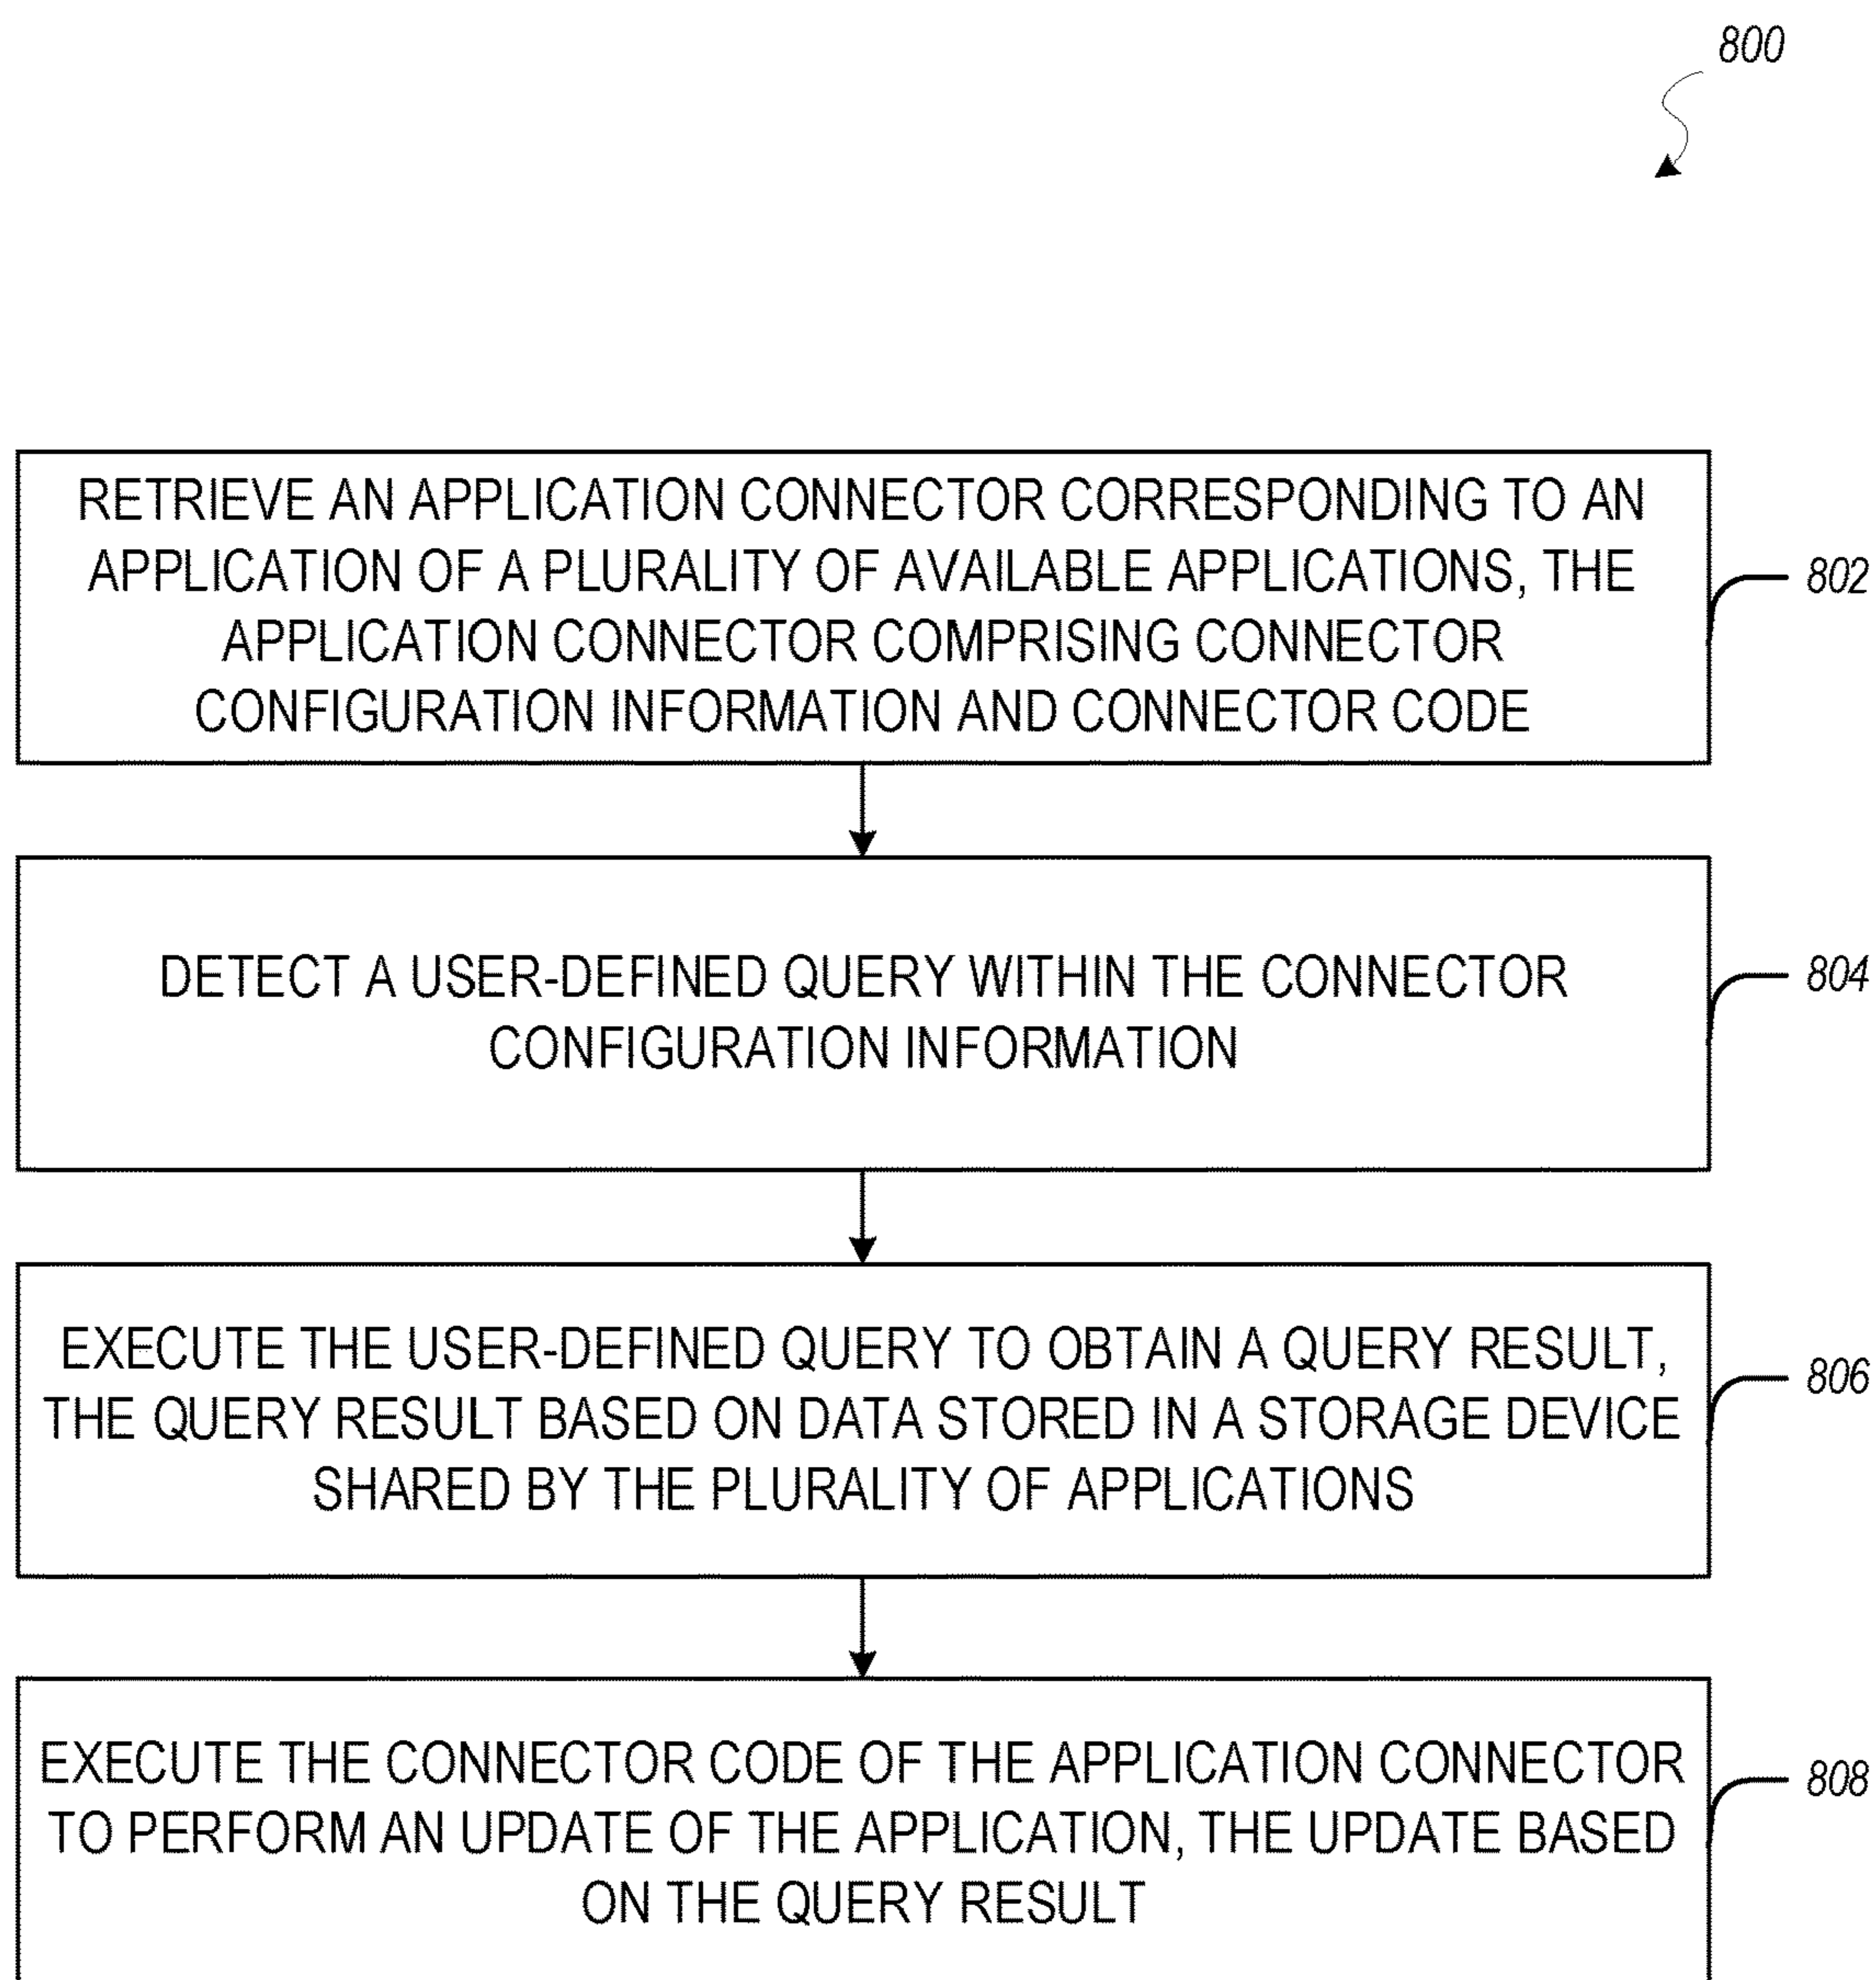 800
RETRIEVE AN APPLICATION CONNECTOR CORRESPONDING TO AN
APPLICATION OF A PLURALITY OF AVAILABLE APPLICATIONS, THE
APPLICATION CONNECTOR COMPRISING CONNECTOR
CONFIGURATION INFORMATION AND CONNECTOR CODE
802
DETECT A USER-DEFINED QUERY WITHIN THE CONNECTOR
CONFIGURATION INFORMATION
804
EXECUTE THE USER-DEFINED QUERY TO OBTAIN A QUERY RESULT,
THE QUERY RESULT BASED ON DATA STORED IN A STORAGE DEVICE
SHARED BY THE PLURALITY OF APPLICATIONS
806
EXECUTE THE CONNECTOR CODE OF THE APPLICATION CONNECTOR
TO PERFORM AN UPDATE OF THE APPLICATION, THE UPDATE BASED
ON THE QUERY RESULT
808